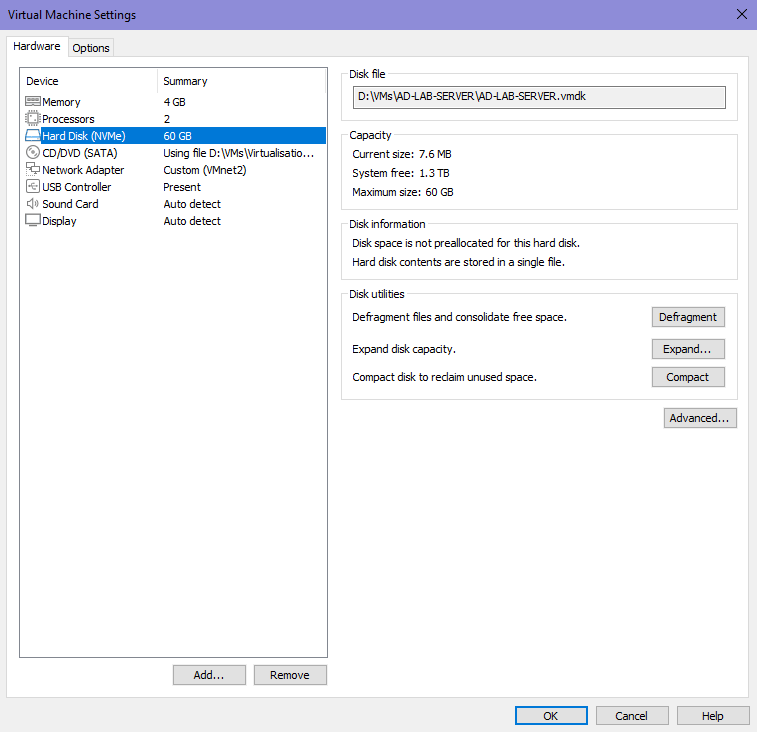 Virtual Machine Settings
Hardware
Options
Device Summary
Memory 4 GB
Processors 2
Hard Disk (NVMe) 60 GB
CD/DVD (SATA) Using file D:\VMs\Virtualisatio...
Network Adapter Custom (VMnet2)
USB Controller Present
Sound Card Auto detect
Display Auto detect
Add...
Remove
Disk file
D:\VMs\AD-LAB-SERVER\AD-LAB-SERVER.vmdk
Capacity
Current size: 7.6 MB
System free: 1.3 TB
Maximum size: 60 GB
Disk information
Disk space is not preallocated for this hard disk.
Hard disk contents are stored in a single file.
Disk utilities
Defragment files and consolidate free space. Defragment
Expand disk capacity. Expand...
Compact disk to reclaim unused space. Compact
Advanced...
OK
Cancel
Help